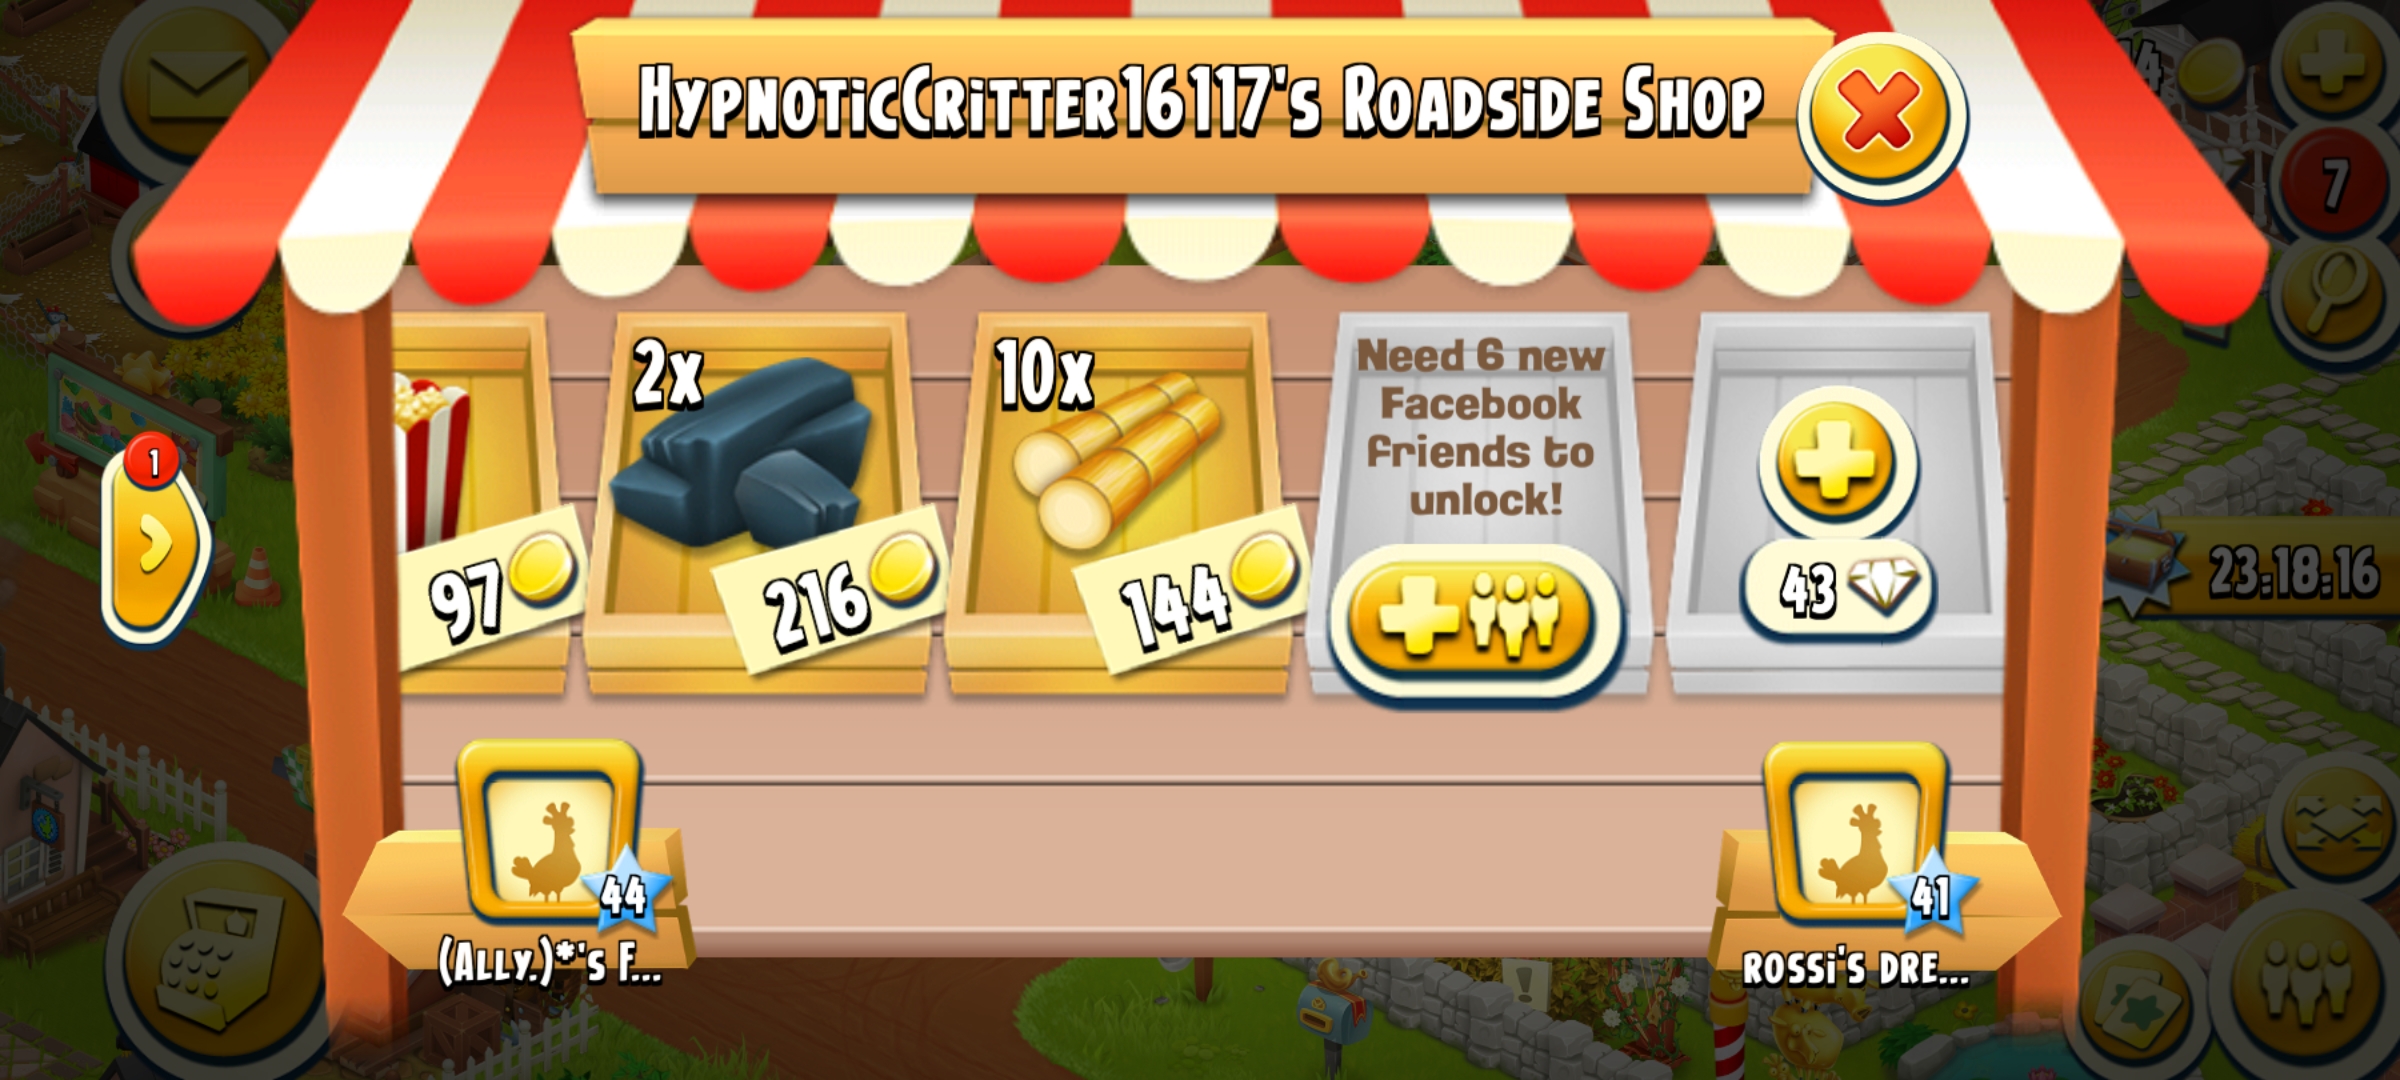 HypnoticCritter16117's Roadside Shop
7
1
2x
10x
Need 6 new
Facebook
friends to
unlock!
97
216
144
43
23:18:16
44
41
(Ally.)*'s F...
ROSSi's DRE...